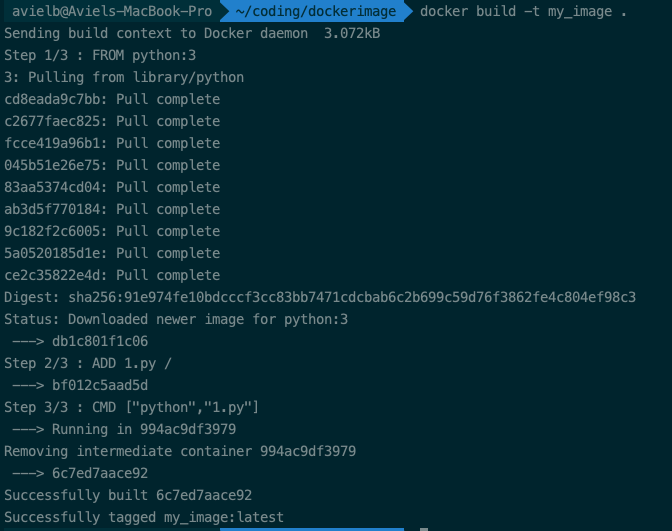 avielb@Aviels-MacBook-Pro ~/coding/dockerimage docker build -t my_image .
Sending build context to Docker daemon  3.072kB
Step 1/3 : FROM python:3
3: Pulling from library/python
cd8eada9c7bb: Pull complete
c2677faec825: Pull complete
fcce419a96b1: Pull complete
045b51e26e75: Pull complete
83aa5374cd04: Pull complete
ab3d5f770184: Pull complete
9c182f2c6005: Pull complete
5a0520185d1e: Pull complete
ce2c35822e4d: Pull complete
Digest: sha256:91e974fe10bdcccf3cc83bb7471cdcbab6c2b699c59d76f3862fe4c804ef98c3
Status: Downloaded newer image for python:3
 ---> db1c801f1c06
Step 2/3 : ADD 1.py /
 ---> bf012c5aad5d
Step 3/3 : CMD ["python","1.py"]
 ---> Running in 994ac9df3979
Removing intermediate container 994ac9df3979
 ---> 6c7ed7aace92
Successfully built 6c7ed7aace92
Successfully tagged my_image:latest